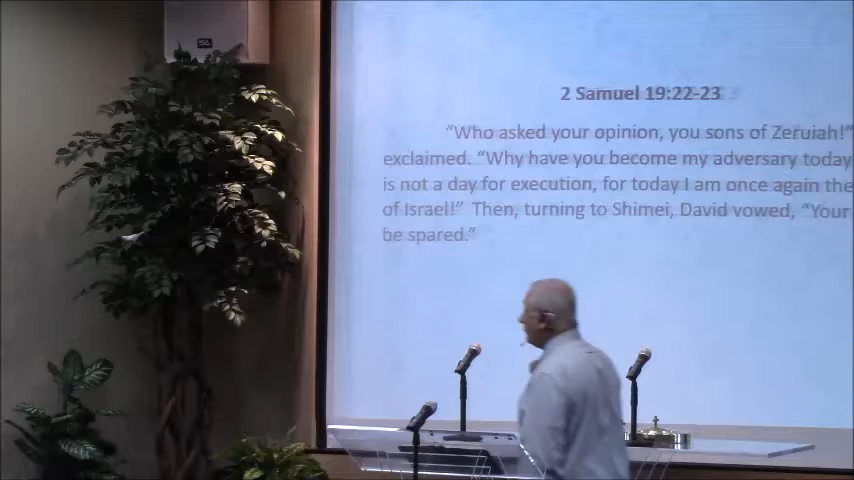 2 Samuel 19:22-23
“Who asked your opinion, you sons of Zeruiah!”
exclaimed. “Why have you become my adversary today
is not a day for execution, for today I am once again the
of Israel!” Then, turning to Shimei, David vowed, “Your
be spared.”